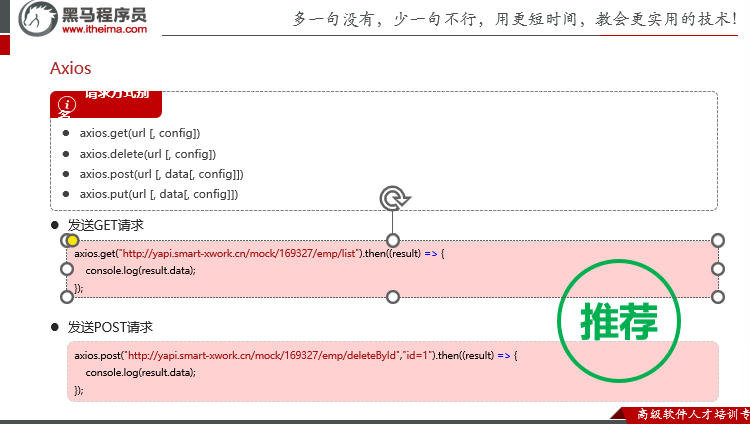 黑马程序员
www.itheima.com
多一句没有，少一句不行，用更短时间，教会更实用的技术！
Axios
请求方式别
名
axios.get(url [, config])
axios.delete(url [, config])
axios.post(url [, data[, config]])
axios.put(url [, data[, config]])
发送GET请求
axios.get("http://yapi.smart-xwork.cn/mock/169327/emp/list").then((result) => {
console.log(result.data);
});
推荐
发送POST请求
axios.post("http://yapi.smart-xwork.cn/mock/169327/emp/deleteById","id=1").then((result) => {
console.log(result.data);
});
高级软件人才培训专